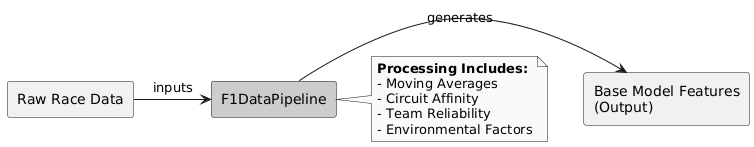 generates
Raw Race Data
inputs
F1DataPipeline
Processing Includes:
- Moving Averages
- Circuit Affinity
- Team Reliability
- Environmental Factors
Base Model Features
(Output)